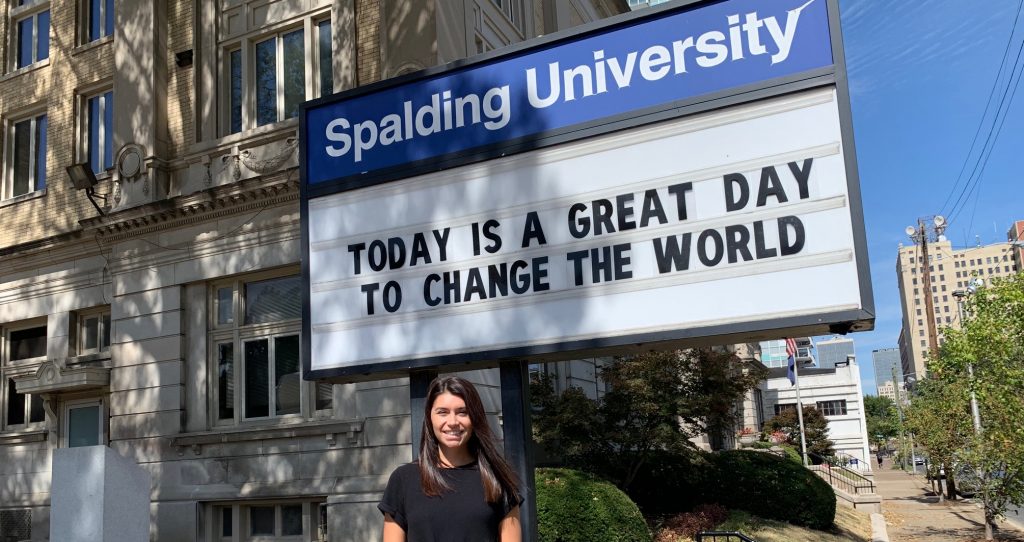 Spalding University
TODAY IS A GREAT DAY
TO CHANGE THE WORLD